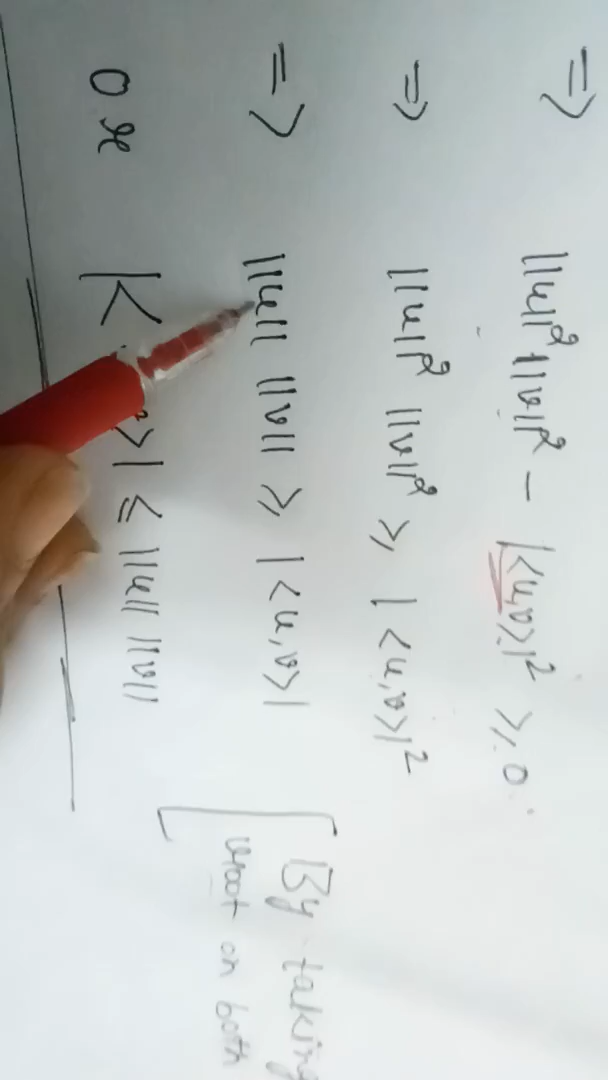 => ||u||² ||v||² - |<u,v>|² ≥ 0
=> ||u||² ||v||² ≥ |<u,v>|²
=> ||u|| ||v|| ≥ |<u,v>|
[By taking
root on both
or |< >| ≤ ||u|| ||v||